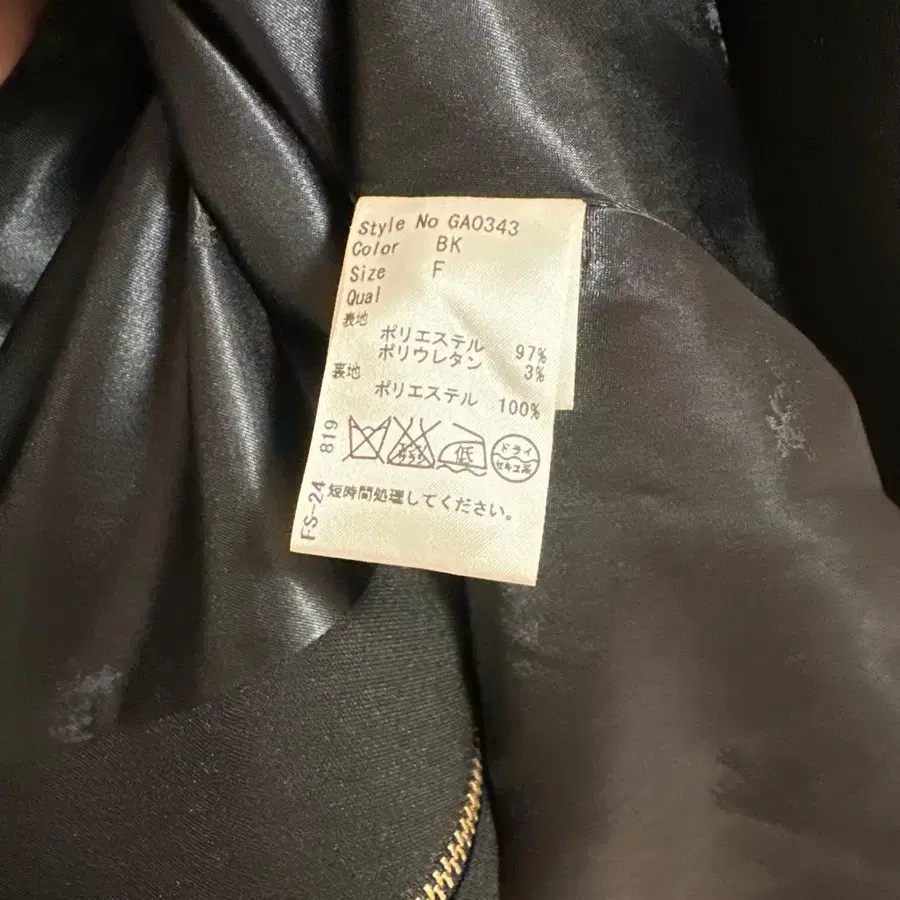 Style No GA0343
Color BK
Size F
Qual
表地
ポリエステル 97%
ポリウレタン 3%
裏地
ポリエステル 100%
低
ドライ
セキユ系
短時間処理してください。
FS-24 819